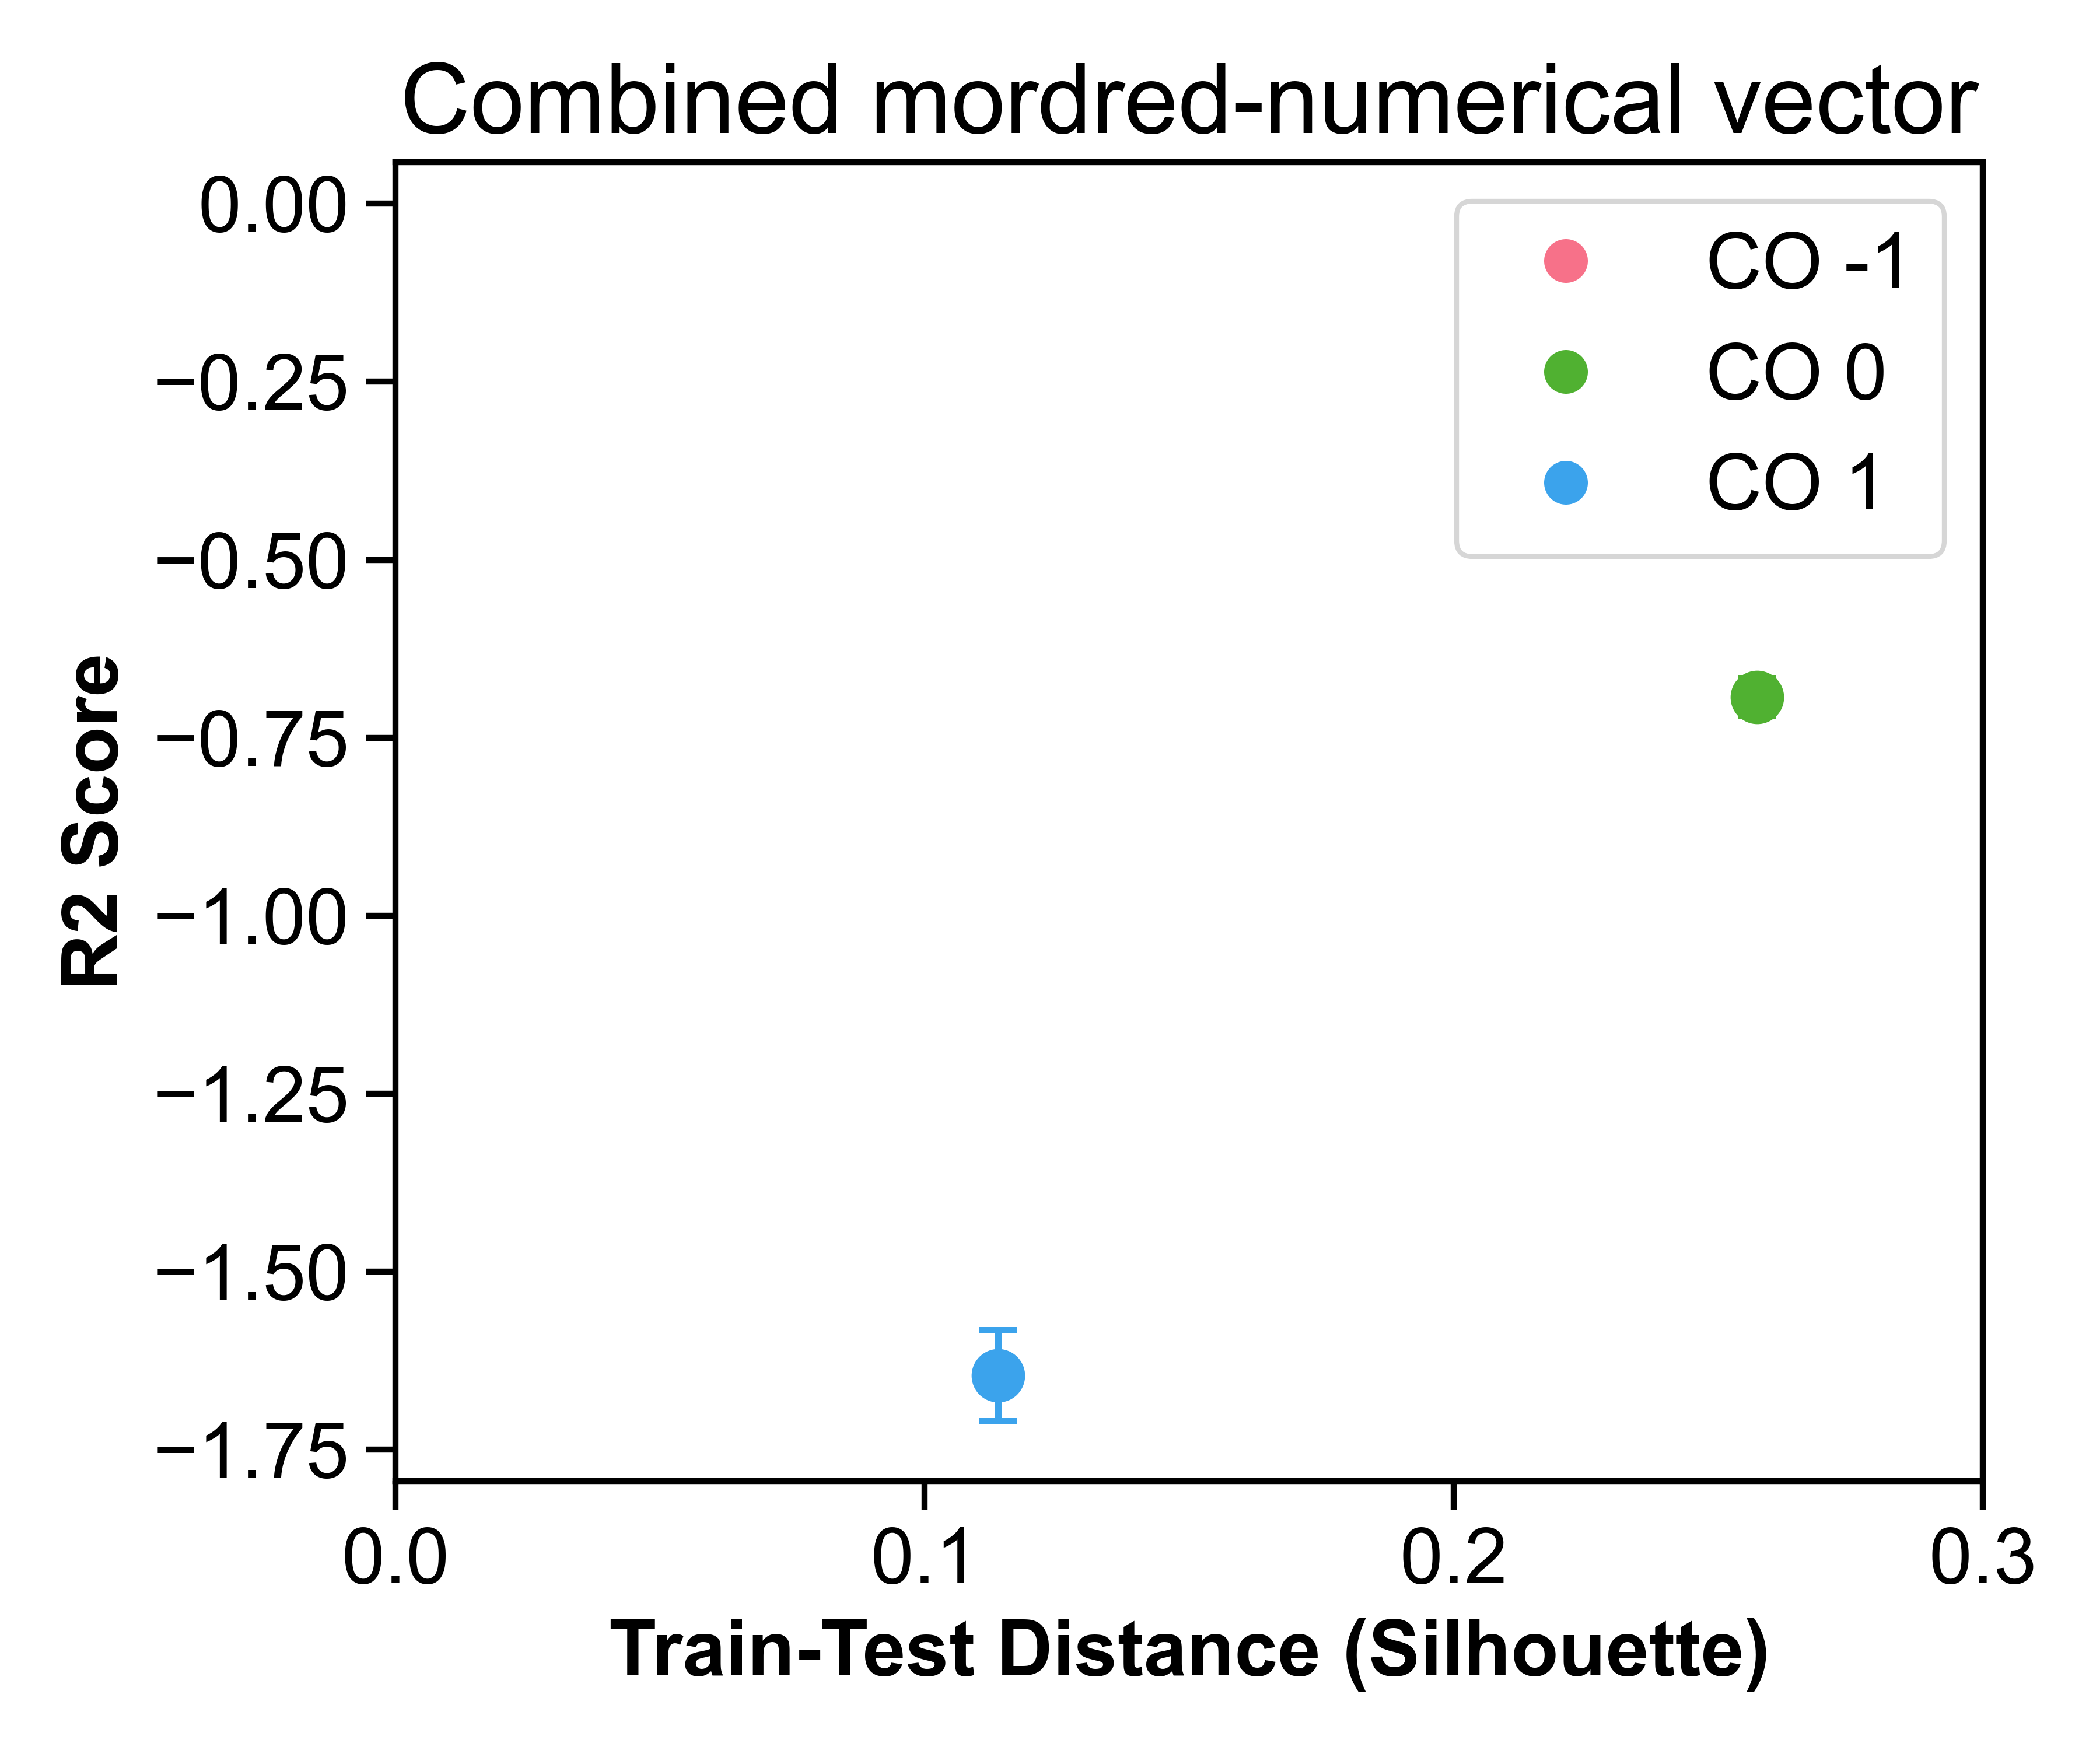 Combined mordred-numerical vector
0.00
−0.25
−0.50
−0.75
−1.00
−1.25
−1.50
−1.75
R2 Score
CO -1
CO 0
CO 1
0.0 0.1 0.2 0.3
Train-Test Distance (Silhouette)